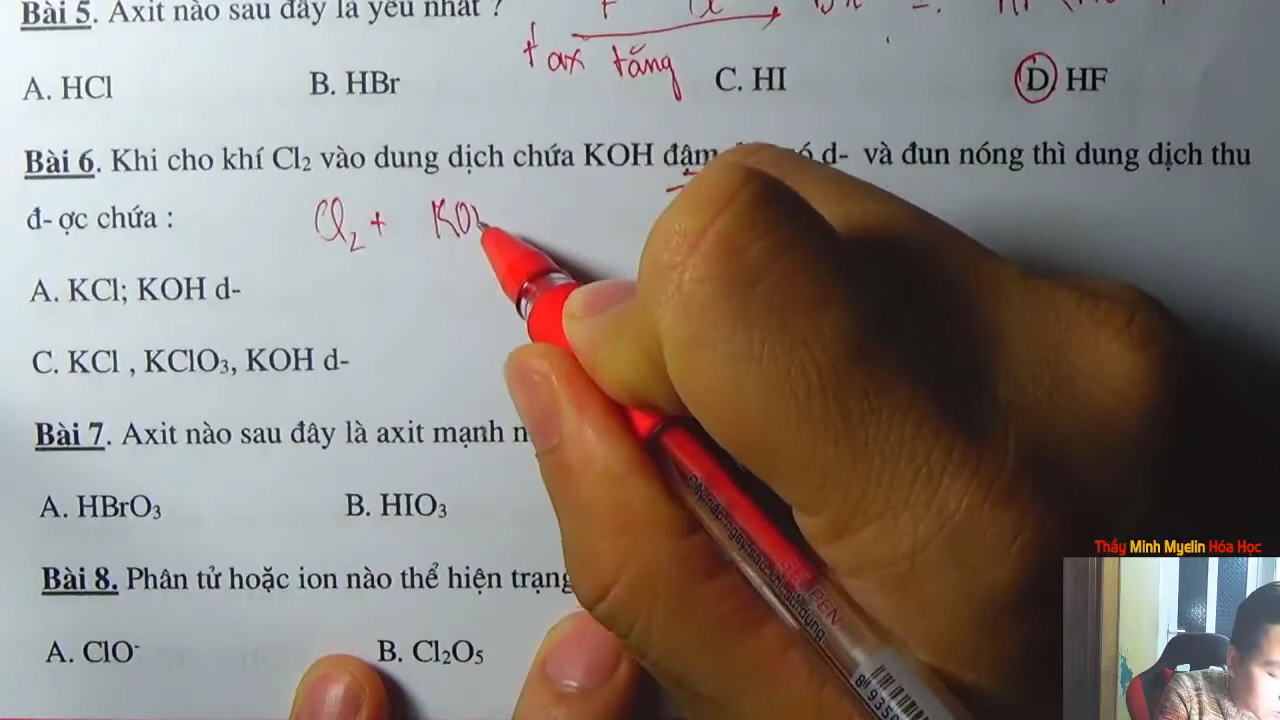 Bài 5. Axit nào sau đây là yếu nhất ?
tax tăng
A. HCl B. HBr C. HI D. HF
Bài 6. Khi cho khí Cl₂ vào dung dịch chứa KOH đậm d- và đun nóng thì dung dịch thu
đ- ợc chứa :
Cl₂ + KO
A. KCl; KOH d-
C. KCl , KClO₃, KOH d-
Bài 7. Axit nào sau đây là axit mạnh n
A. HBrO₃ B. HIO₃
Thầy Minh Myelin Hóa Học
Bài 8. Phân tử hoặc ion nào thể hiện trạng
A. ClO⁻ B. Cl₂O₅